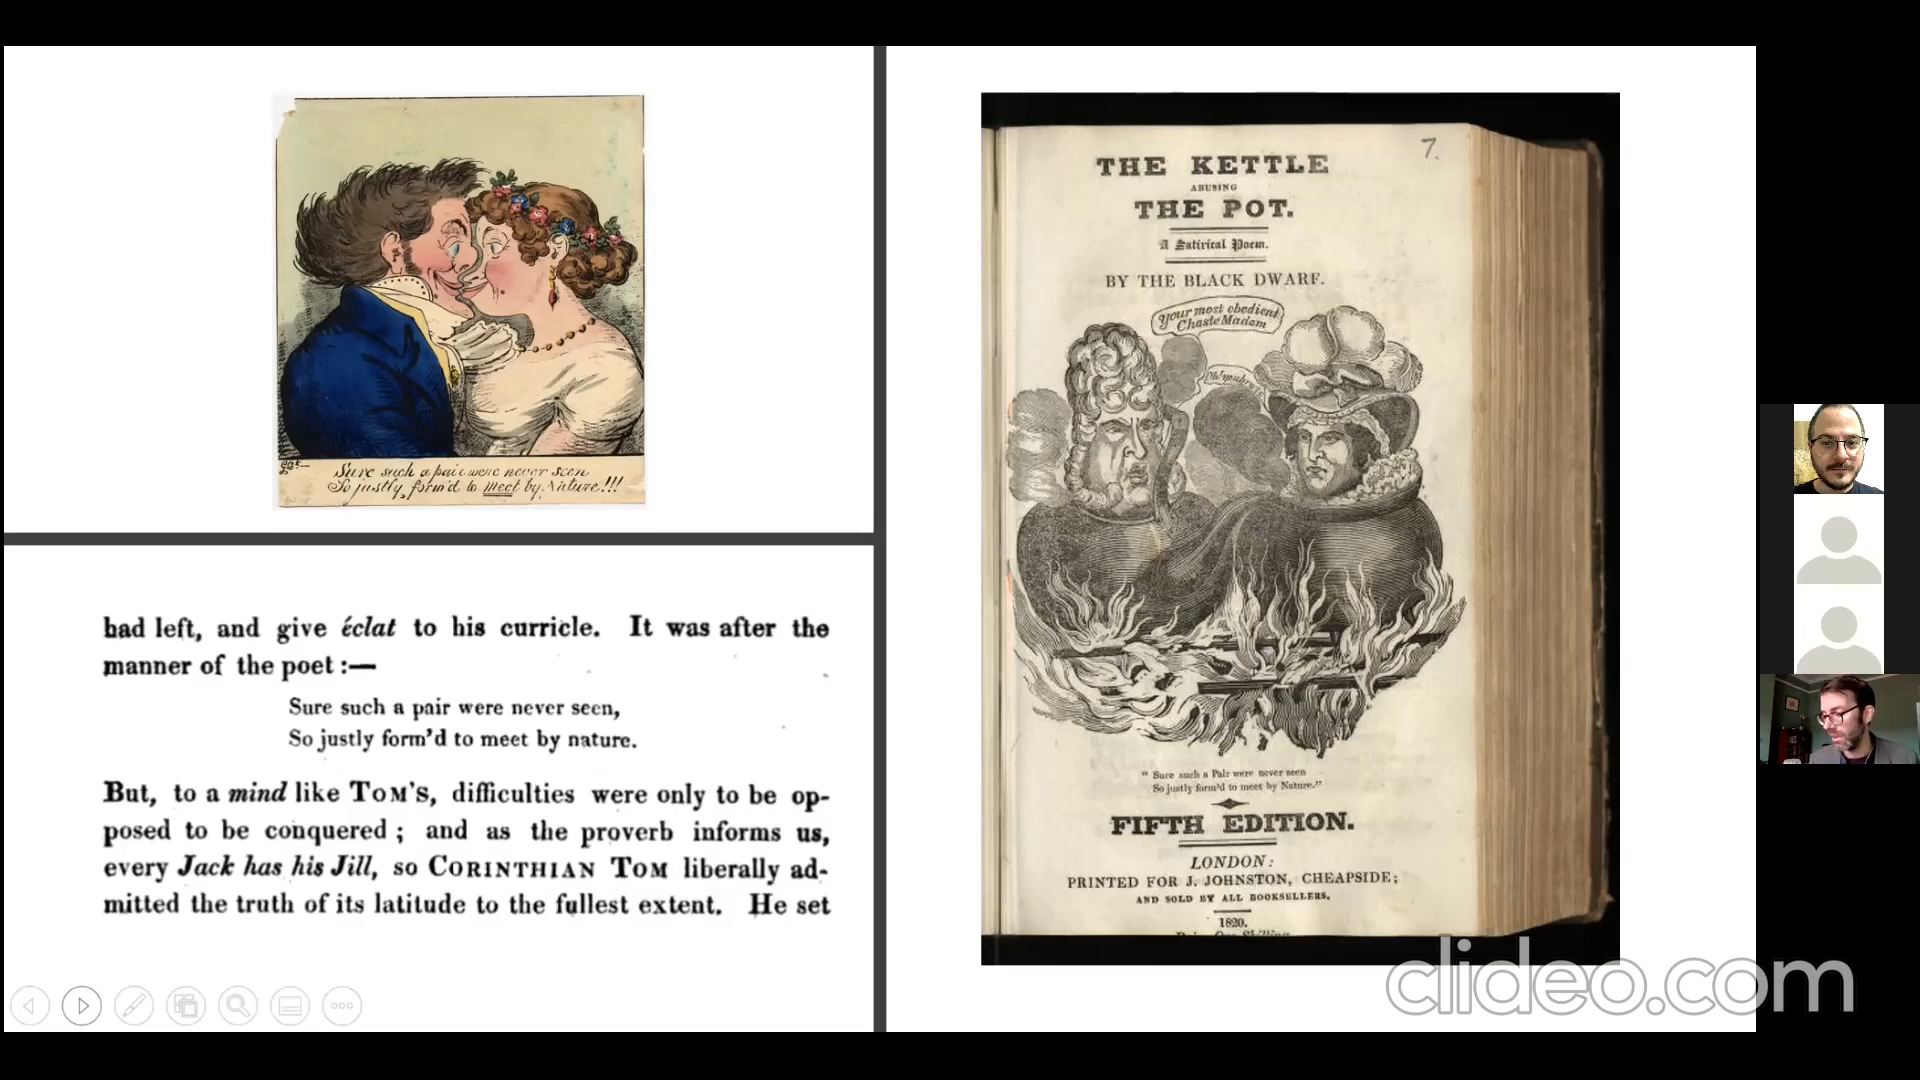 Sure such a pair were never seen
So justly form'd to meet by Nature!!!
had left, and give éclat to his curricle. It was after the
manner of the poet :—
Sure such a pair were never seen,
So justly form'd to meet by nature.
But, to a mind like TOM'S, difficulties were only to be op-
posed to be conquered ; and as the proverb informs us,
every Jack has his Jill, so CORINTHIAN TOM liberally ad-
mitted the truth of its latitude to the fullest extent. He set
7.
THE KETTLE
ABUSING
THE POT.
A Satirical Poem.
BY THE BLACK DWARF.
Your most obedient
Chaste Madam
" Sure such a Pair were never seen
So justly form'd to meet by Nature."
FIFTH EDITION.
LONDON:
PRINTED FOR J. JOHNSTON, CHEAPSIDE;
AND SOLD BY ALL BOOKSELLERS.
1820.
Price One Shilling
clideo.com